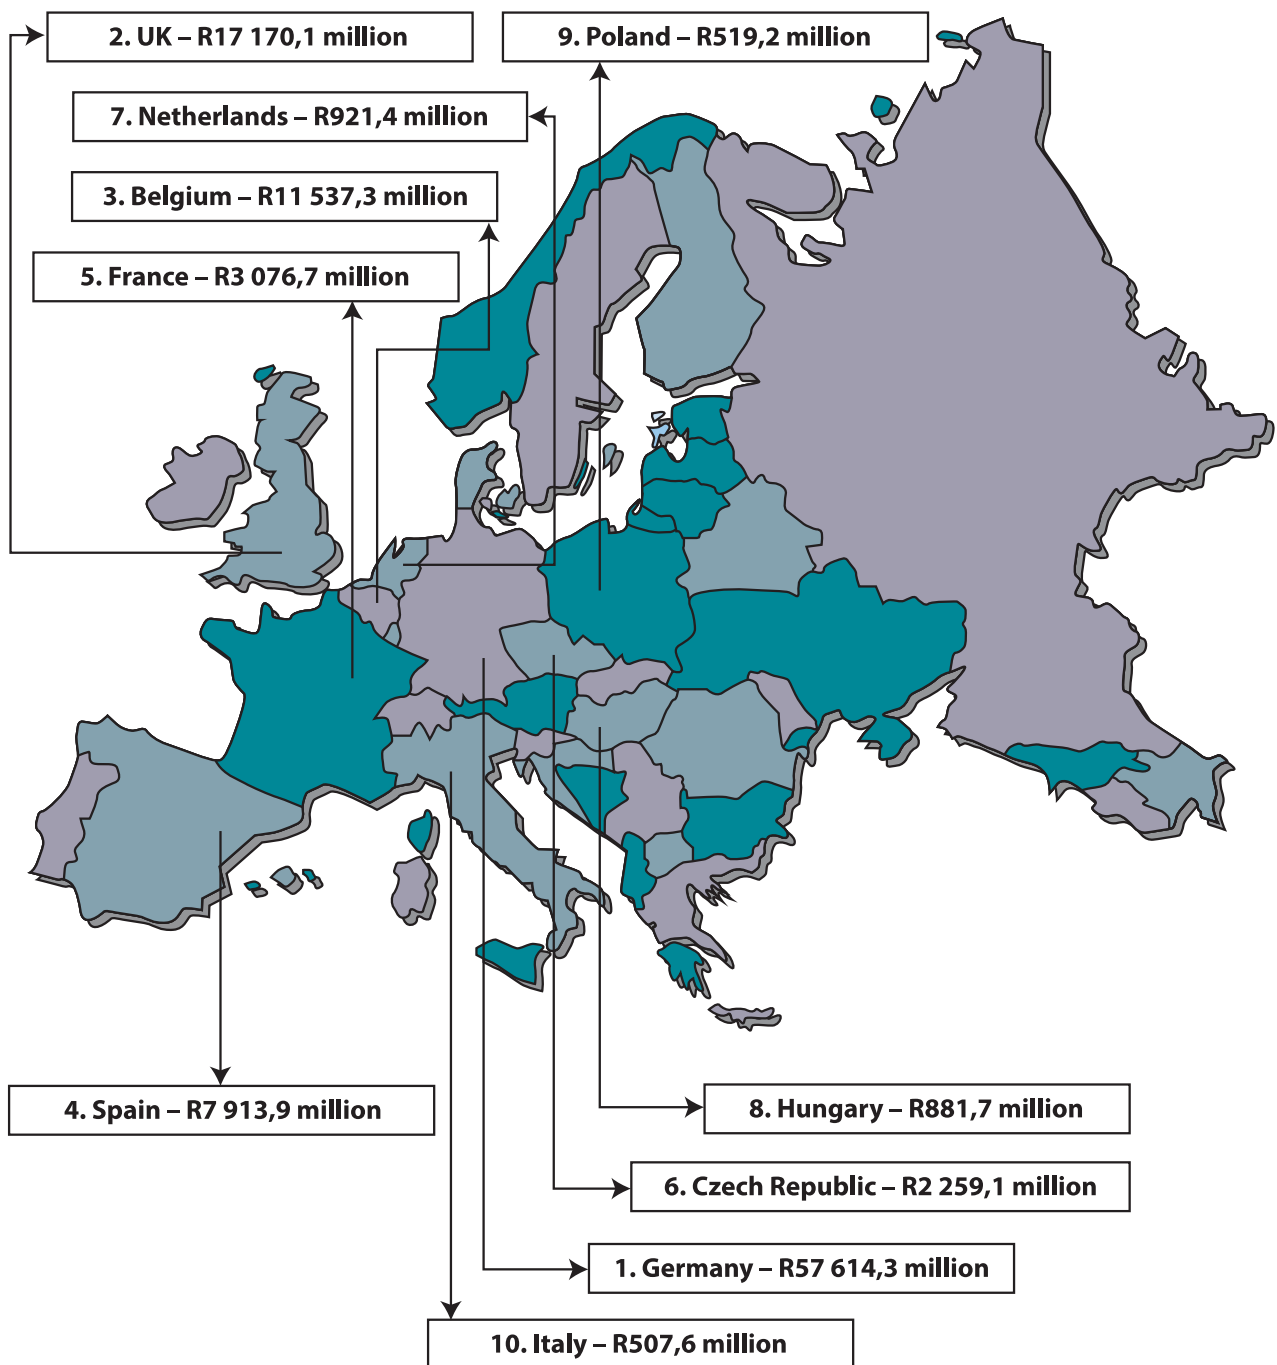 2. UK – R17 170,1 million
9. Poland – R519,2 million
7. Netherlands – R921,4 million
3. Belgium – R11 537,3 million
5. France – R3 076,7 million
4. Spain – R7 913,9 million
8. Hungary – R881,7 million
6. Czech Republic – R2 259,1 million
1. Germany – R57 614,3 million
10. Italy – R507,6 million